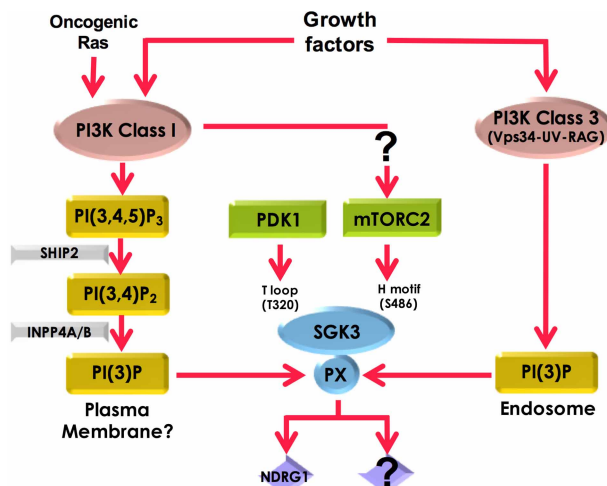 Oncogenic
Ras
Growth
factors
PI3K Class I
PI3K Class 3
(Vps34-UV-RAG)
?
PI(3,4,5)P3
PDK1
mTORC2
SHIP2
T loop
(T320)
H motif
(S486)
PI(3,4)P2
INPP4A/B
SGK3
PI(3)P
PX
PI(3)P
Plasma
Membrane?
Endosome
NDRG1
?